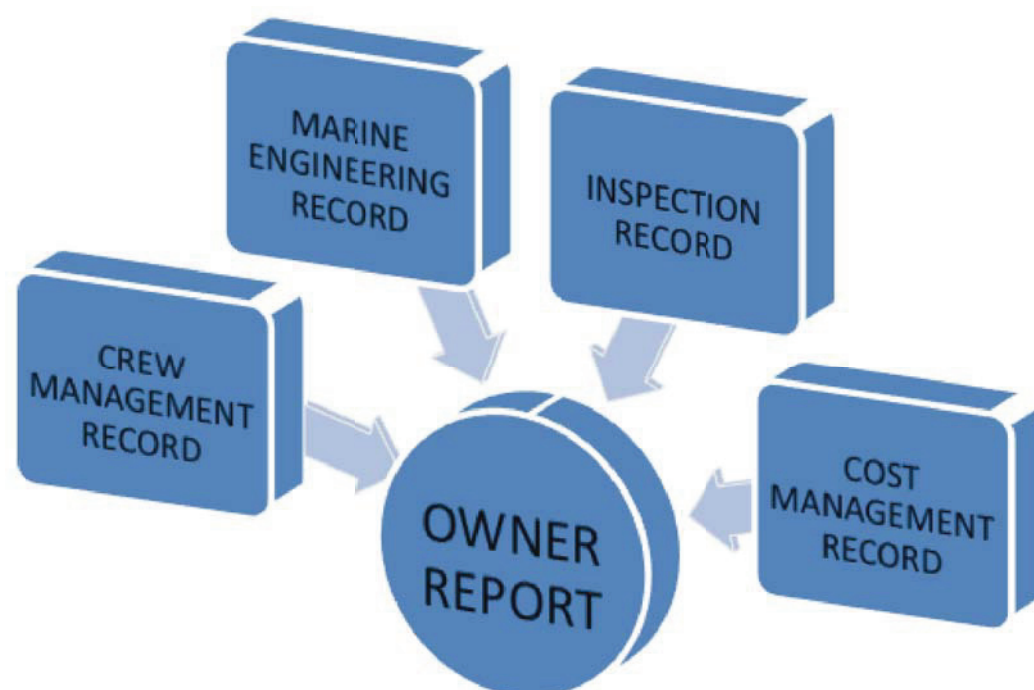 MARINE
ENGINEERING
RECORD
INSPECTION
RECORD
CREW
MANAGEMENT
RECORD
COST
MANAGEMENT
RECORD
OWNER
REPORT